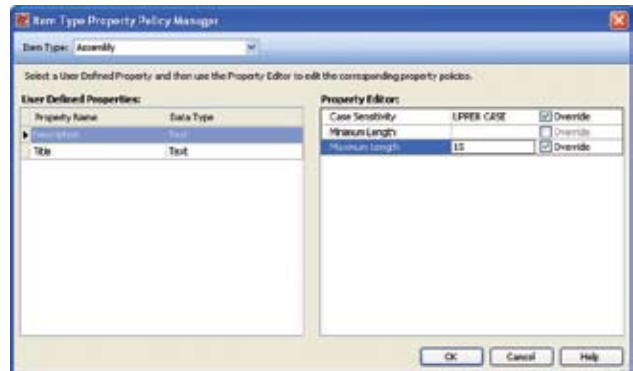 Item Type Property Policy Manager
Item Type: Assembly
Select a User Defined Property and then use the Property Editor to edit the corresponding property policies.
User Defined Properties:
Property Name Data Type
Description Text
Title Text
Property Editor:
Case Sensitivity UPPER CASE Override
Minimum Length Override
Maximum Length 15 Override
OK Cancel Help